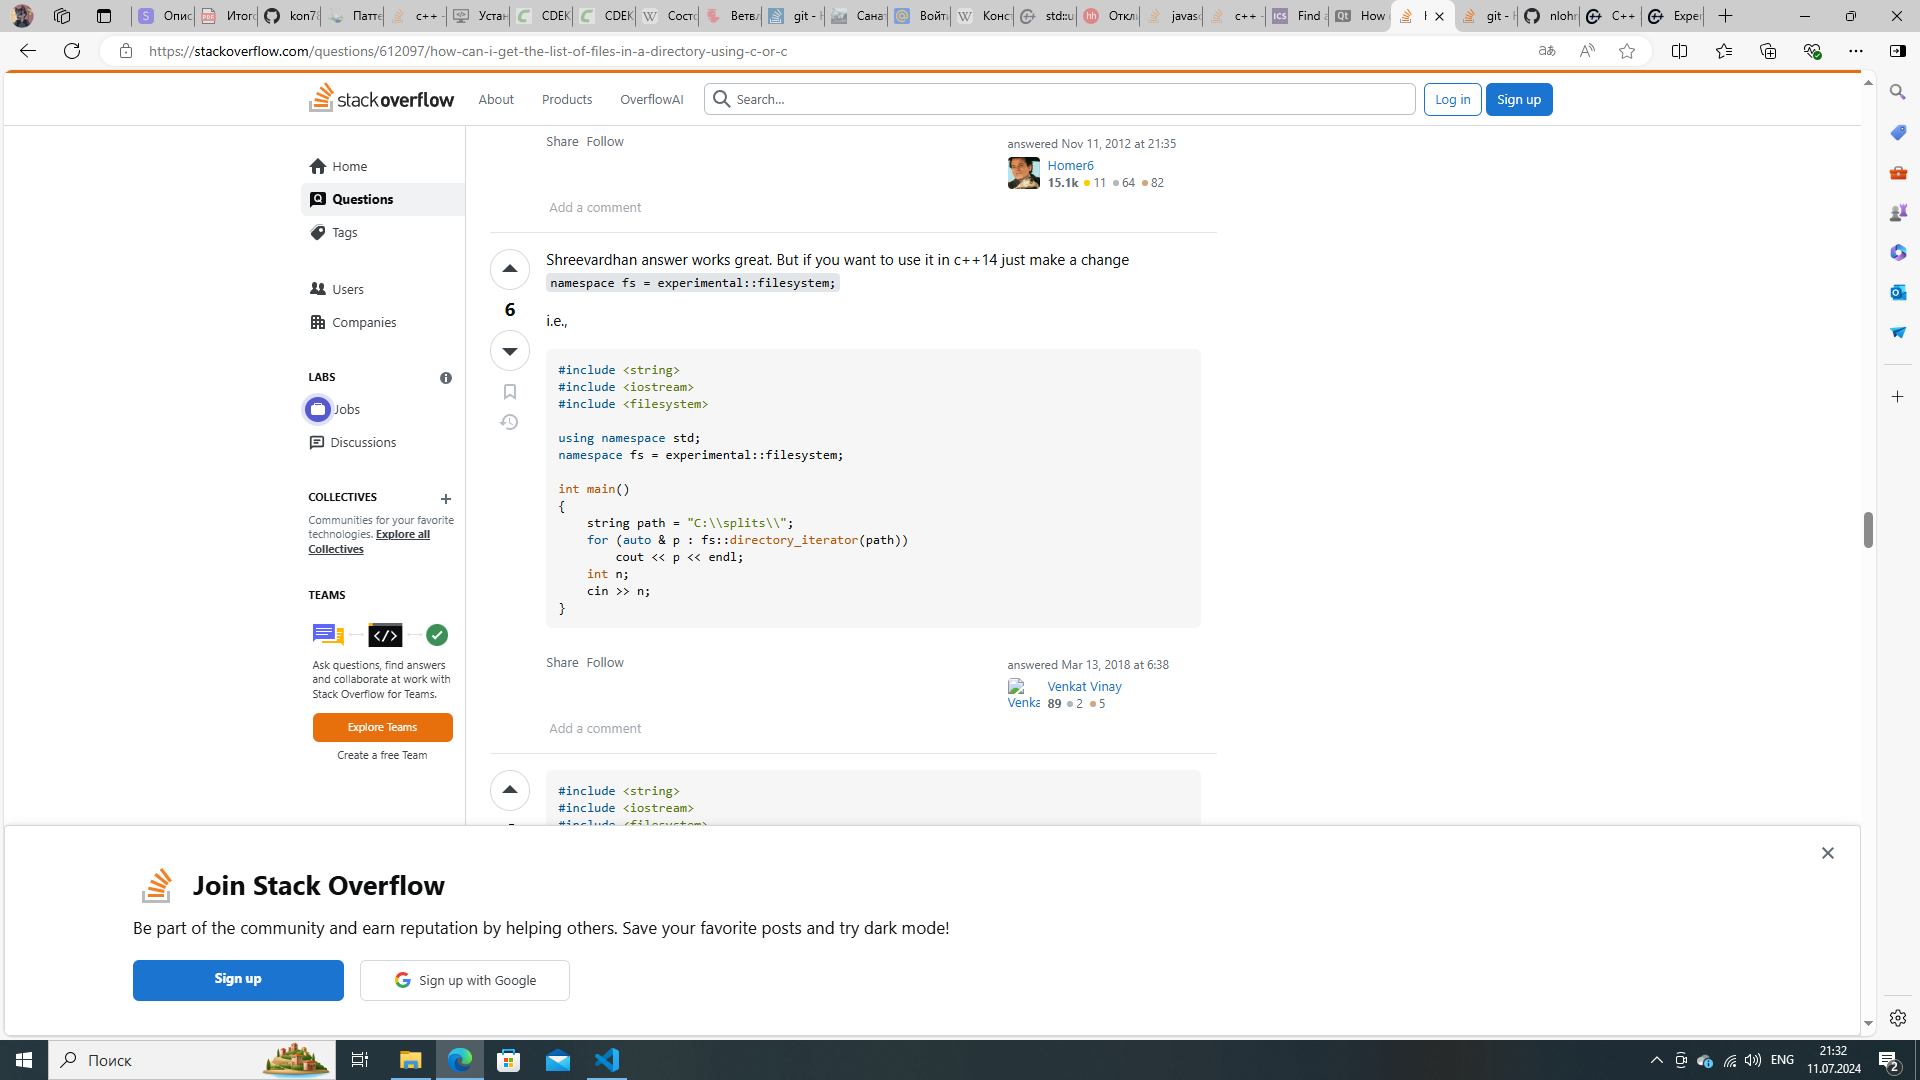 Опис
Итого
kon78
Патте
c++ -
Устан
CDEK
CDEK
Состо
Ветвл
git - H
Санат
Войти
Конст
std::u
Откли
javasc
c++ -
Find a
How
git - H
nlohm
C++
Exper
https://stackoverflow.com/questions/612097/how-can-i-get-the-list-of-files-in-a-directory-using-c-or-c
stackoverflow About Products OverflowAI Search... Log in Sign up
Home
Questions
Tags
Users
Companies
LABS
Jobs
Discussions
COLLECTIVES
Communities for your favorite
technologies. Explore all
Collectives
TEAMS
Ask questions, find answers
and collaborate at work with
Stack Overflow for Teams.
Explore Teams
Create a free Team
Share Follow
answered Nov 11, 2012 at 21:35
Homer6
15.1k 11 64 82
Add a comment
6
Shreevardhan answer works great. But if you want to use it in c++14 just make a change
namespace fs = experimental::filesystem;
i.e.,
#include <string>
#include <iostream>
#include <filesystem>
using namespace std;
namespace fs = experimental::filesystem;
int main()
{
    string path = "C:\\splits\\";
    for (auto & p : fs::directory_iterator(path))
        cout << p << endl;
    int n;
    cin >> n;
}
Share Follow
answered Mar 13, 2018 at 6:38
Venka
Venkat Vinay
89 2 5
Add a comment
#include <string>
#include <iostream>
#include <filesystem>
Join Stack Overflow
Be part of the community and earn reputation by helping others. Save your favorite posts and try dark mode!
Sign up
Sign up with Google
Поиск
ENG
21:32
11.07.2024
2